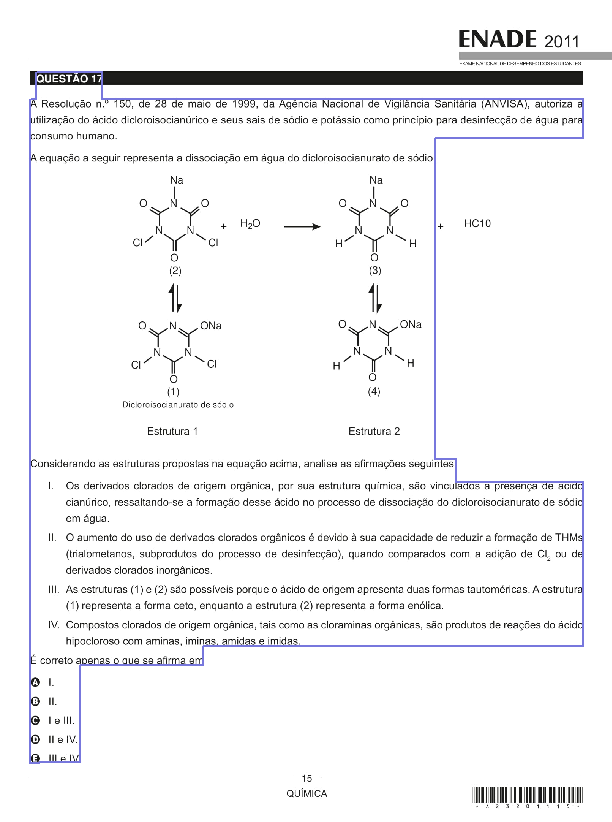 ENADE 2011
EXAME NACIONAL DE DESEMPENHO DOS ESTUDANTES
QUESTÃO 17
A Resolução n.º 150, de 28 de maio de 1999, da Agência Nacional de Vigilância Sanitária (ANVISA), autoriza a
utilização do ácido dicloroisocianúrico e seus sais de sódio e potássio como princípio para desinfecção de água para
consumo humano.
A equação a seguir representa a dissociação em água do dicloroisocianurato de sódio
Na Na
O N O O N O
+ H2O + HC10
N N N N
Cl Cl H H
O O
(2) (3)
O N ONa O N ONa
N N N N
Cl Cl H H
O O
(1) (4)
Dicloroisocianurato de sódio
Estrutura 1 Estrutura 2
Considerando as estruturas propostas na equação acima, analise as afirmações seguintes
I. Os derivados clorados de origem orgânica, por sua estrutura química, são vinculados à presença de ácido
cianúrico, ressaltando-se a formação desse ácido no processo de dissociação do dicloroisocianurato de sódio
em água.
II. O aumento do uso de derivados clorados orgânicos é devido à sua capacidade de reduzir a formação de THMs
(trialometanos, subprodutos do processo de desinfecção), quando comparados com a adição de Cl2 ou de
derivados clorados inorgânicos.
III. As estruturas (1) e (2) são possíveis porque o ácido de origem apresenta duas formas tautoméricas. A estrutura
(1) representa a forma ceto, enquanto a estrutura (2) representa a forma enólica.
IV. Compostos clorados de origem orgânica, tais como as cloraminas orgânicas, são produtos de reações do ácido
hipocloroso com aminas, iminas, amidas e imidas.
É correto apenas o que se afirma em
A I.
B II.
C I e III.
D II e IV.
E III e IV
15
QUÍMICA